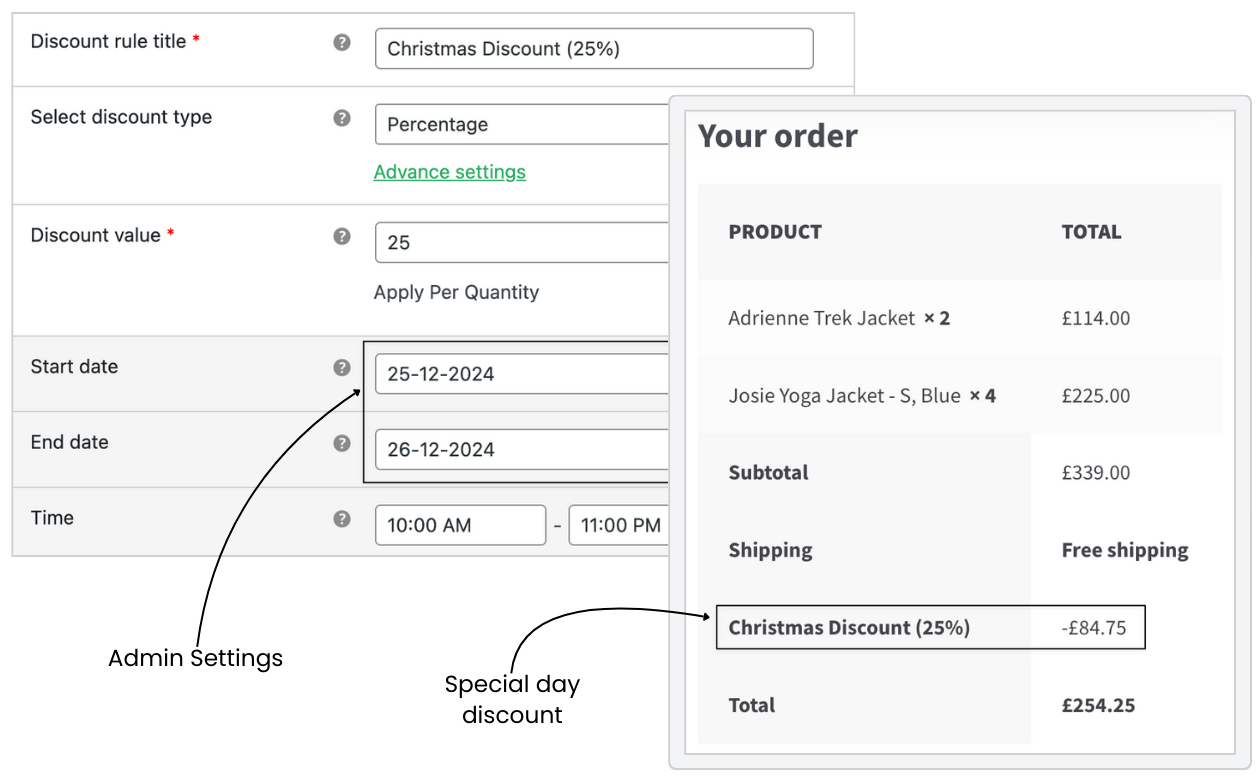 Discount rule title *
Christmas Discount (25%)
Select discount type
Percentage
Advance settings
Discount value *
25
Apply Per Quantity
Start date
25-12-2024
End date
26-12-2024
Time
10:00 AM - 11:00 PM
Admin Settings
Special day
discount
Your order
PRODUCT TOTAL
Adrienne Trek Jacket × 2 £114.00
Josie Yoga Jacket - S, Blue × 4 £225.00
Subtotal £339.00
Shipping Free shipping
Christmas Discount (25%) -£84.75
Total £254.25